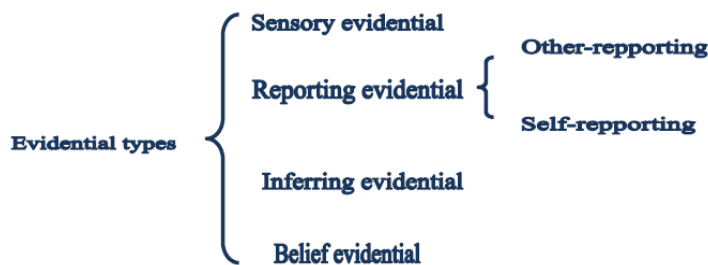 Sensory evidential
Other-repporting
Reporting evidential
Self-repporting
Evidential types
Inferring evidential
Belief evidential